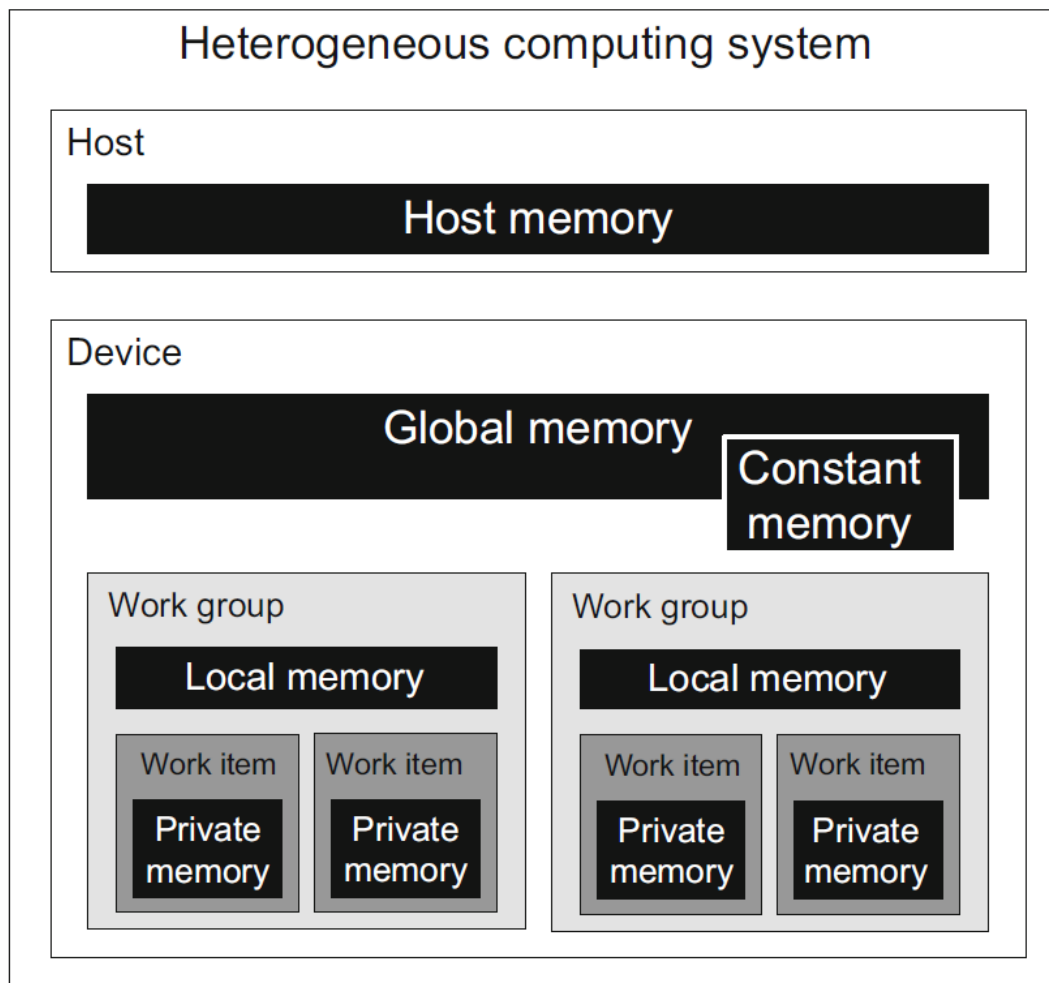 Heterogeneous computing system
Host
Host memory
Device
Global memory
Constant
memory
Work group
Local memory
Work item
Private
memory
Work item
Private
memory
Work group
Local memory
Work item
Private
memory
Work item
Private
memory